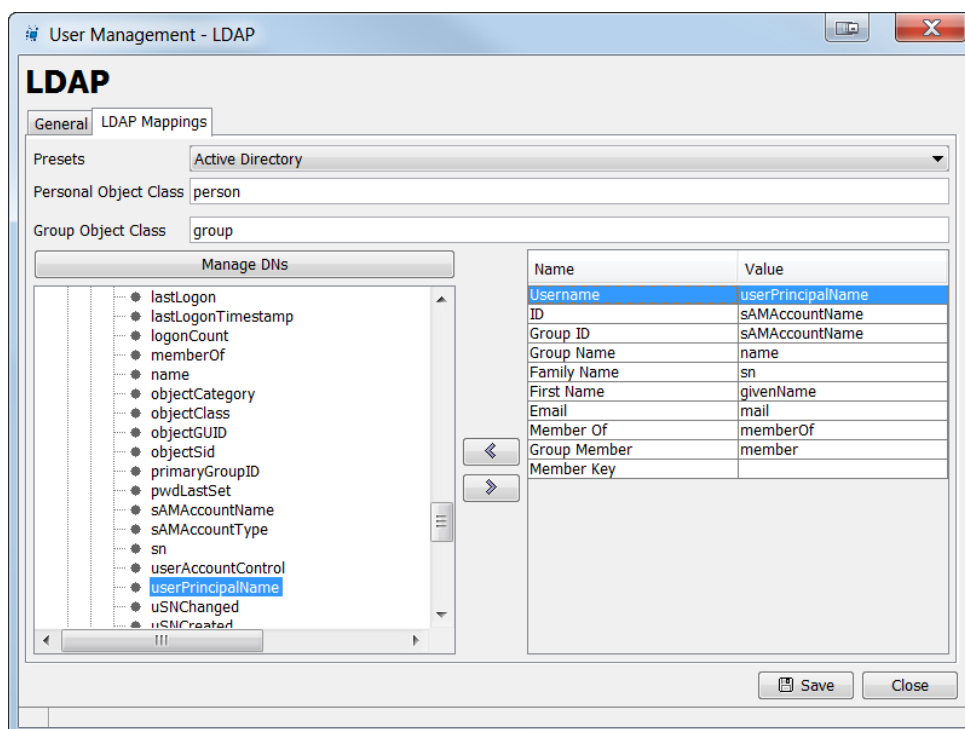 User Management - LDAP
LDAP
General LDAP Mappings
Presets Active Directory
Personal Object Class person
Group Object Class group
Manage DNs
lastLogon
lastLogonTimestamp
logonCount
memberOf
name
objectCategory
objectClass
objectGUID
objectSid
primaryGroupID
pwdLastSet
sAMAccountName
sAMAccountType
sn
userAccountControl
userPrincipalName
uSNChanged
uSNCreated
Name Value
Username userPrincipalName
ID sAMAccountName
Group ID sAMAccountName
Group Name name
Family Name sn
First Name givenName
Email mail
Member Of memberOf
Group Member member
Member Key
Save Close